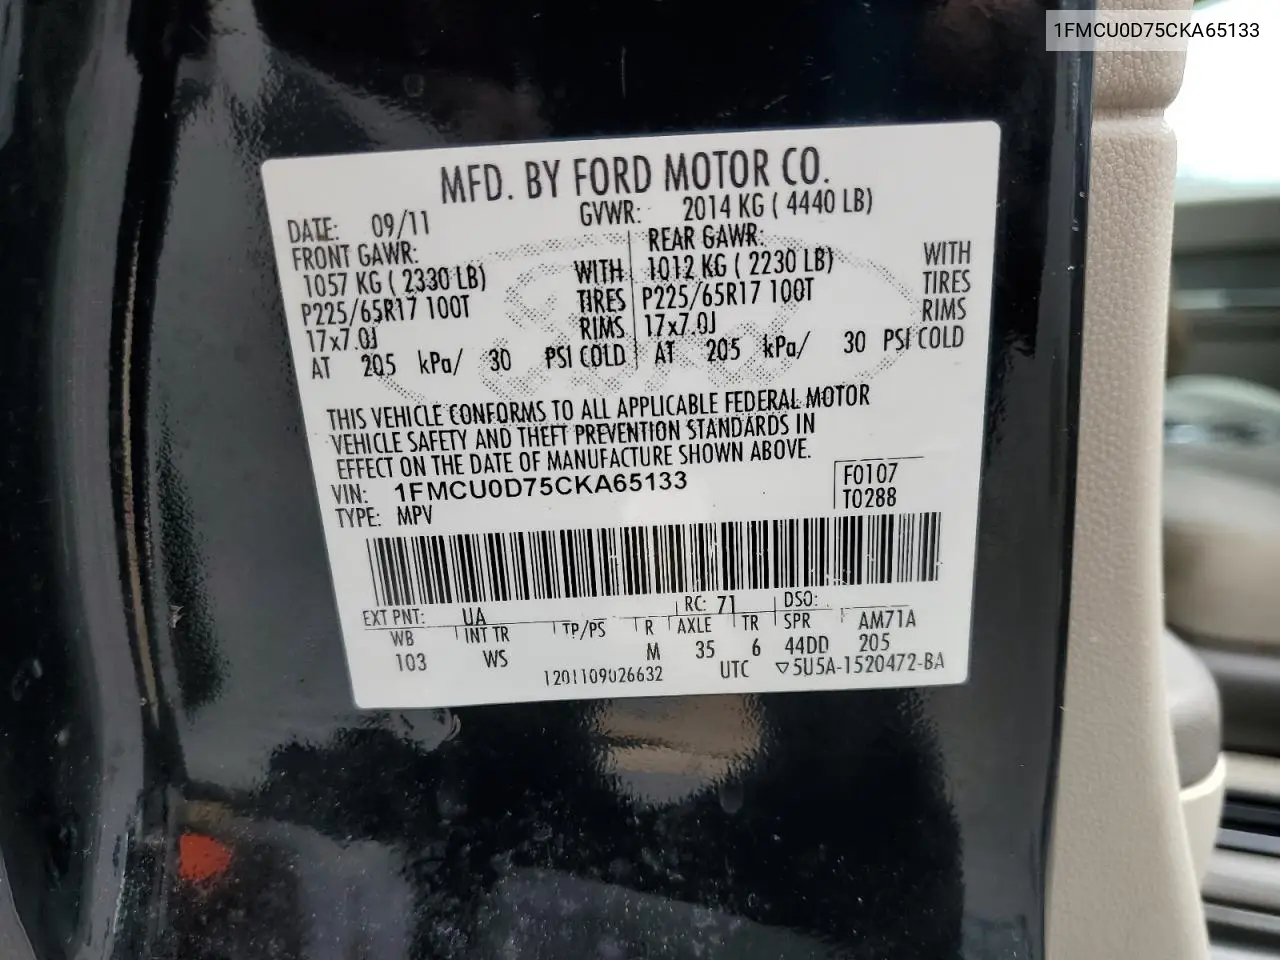 1FMCU0D75CKA65133
MFD. BY FORD MOTOR CO.
DATE: 09/11 GVWR: 2014 KG ( 4440 LB)
FRONT GAWR: REAR GAWR:
1057 KG ( 2330 LB) WITH 1012 KG ( 2230 LB) WITH
P225/65R17 100T TIRES P225/65R17 100T TIRES
17x7.0J RIMS 17x7.0J RIMS
AT 205 kPa/ 30 PSI COLD AT 205 kPa/ 30 PSI COLD
THIS VEHICLE CONFORMS TO ALL APPLICABLE FEDERAL MOTOR
VEHICLE SAFETY AND THEFT PREVENTION STANDARDS IN
EFFECT ON THE DATE OF MANUFACTURE SHOWN ABOVE.
VIN: 1FMCU0D75CKA65133 F0107
TYPE: MPV T0288
EXT PNT: UA RC: 71 DSO:
WB INT TR TP/PS R AXLE TR SPR AM71A
103 WS M 35 6 44DD 205
1201109026632 UTC ▽5U5A-1520472-BA